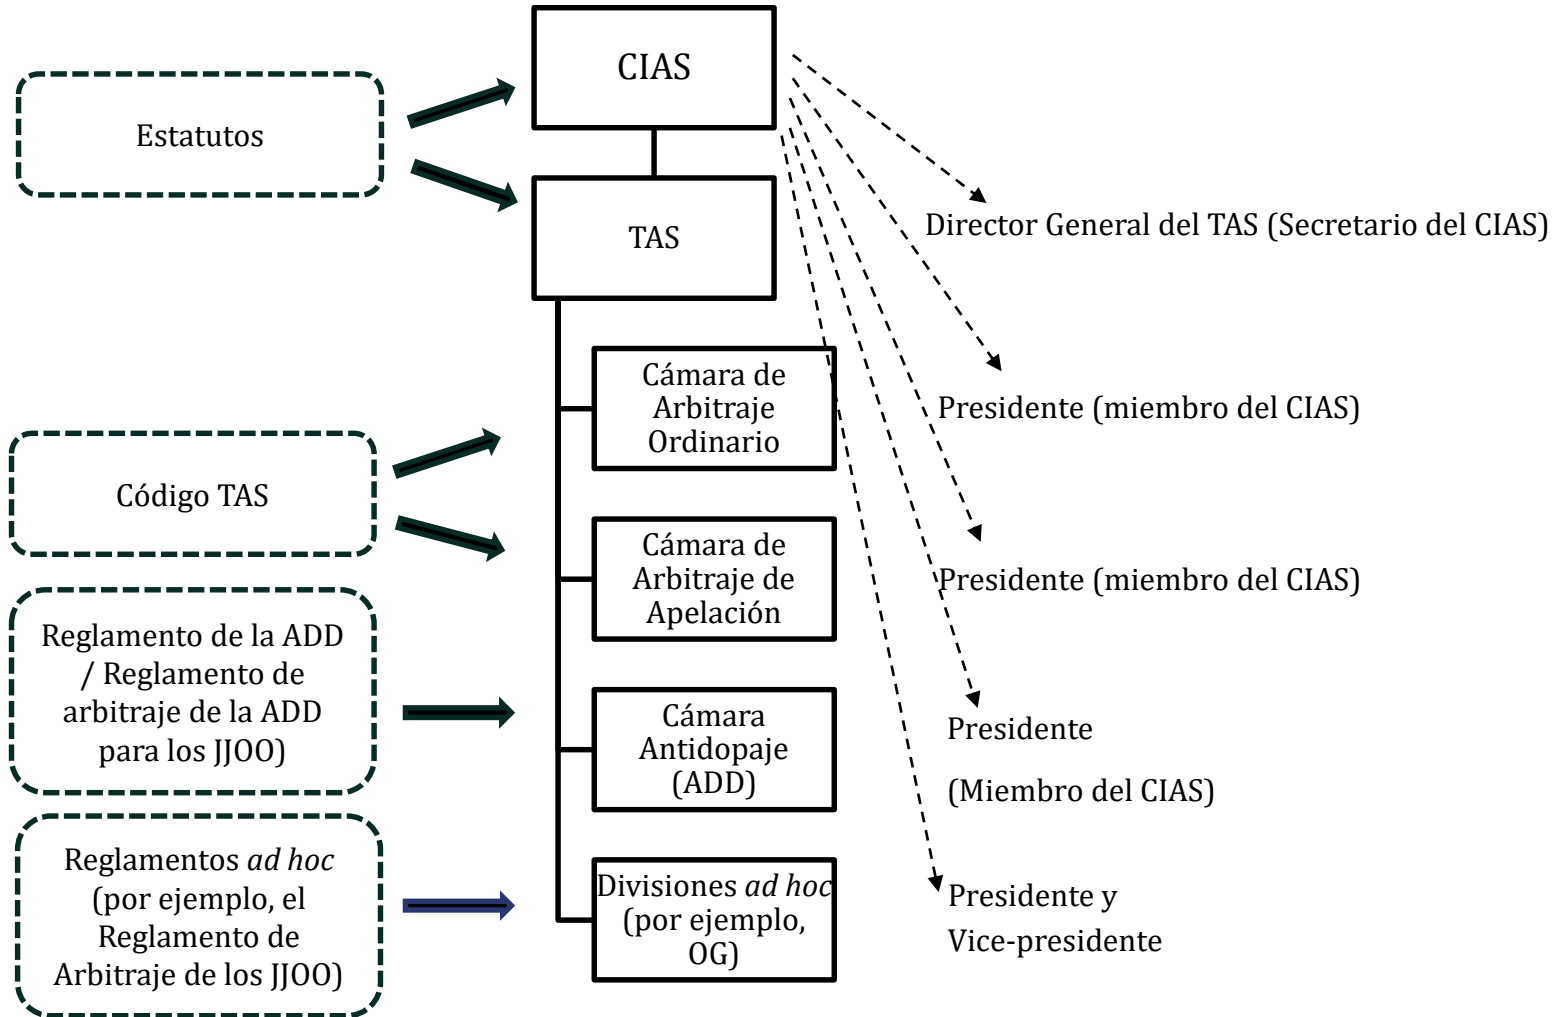 CIAS
Estatutos
TAS
Director General del TAS (Secretario del CIAS)
Cámara de
Arbitraje
Ordinario
Presidente (miembro del CIAS)
Código TAS
Cámara de
Arbitraje de
Apelación
Presidente (miembro del CIAS)
Reglamento de la ADD
/ Reglamento de
arbitraje de la ADD
para los JJOO)
Cámara
Antidopaje
(ADD)
Presidente
(Miembro del CIAS)
Reglamentos ad hoc
(por ejemplo, el
Reglamento de
Arbitraje de los JJOO)
Divisiones ad hoc
(por ejemplo,
OG)
Presidente y
Vice-presidente